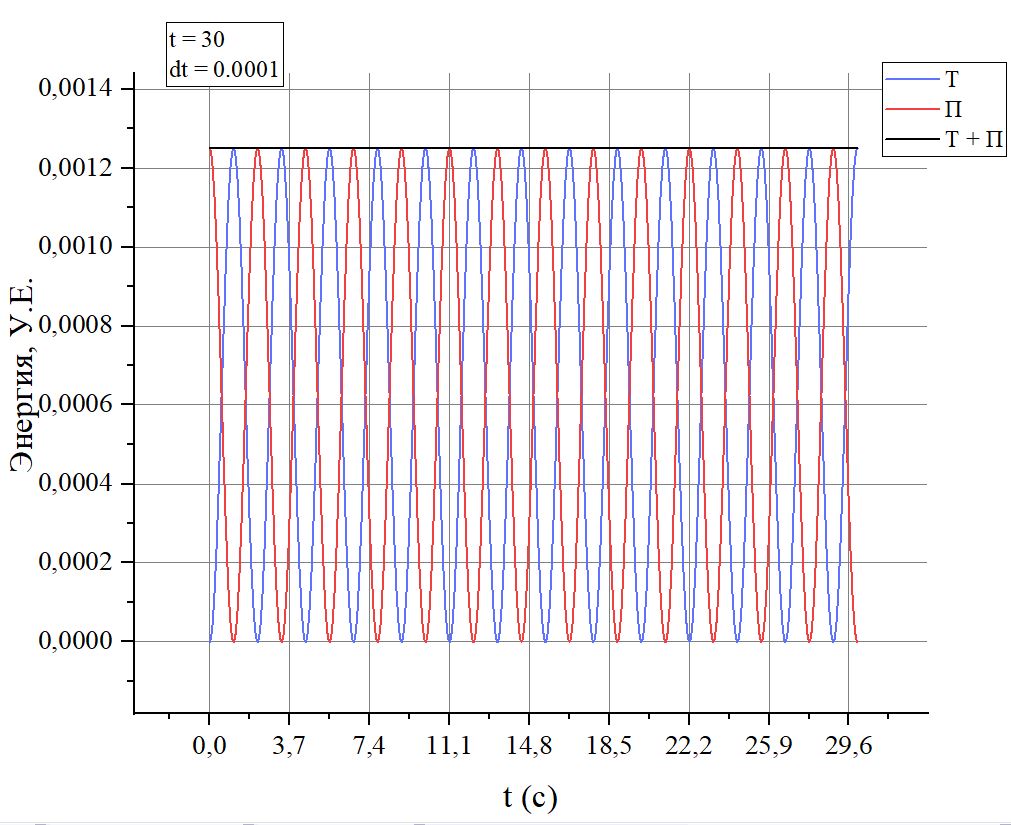 t = 30
dt = 0.0001
T
П
T + П
0,0014
0,0012
0,0010
0,0008
0,0006
0,0004
0,0002
0,0000
Энергия, У.Е.
0,0 3,7 7,4 11,1 14,8 18,5 22,2 25,9 29,6
t (c)